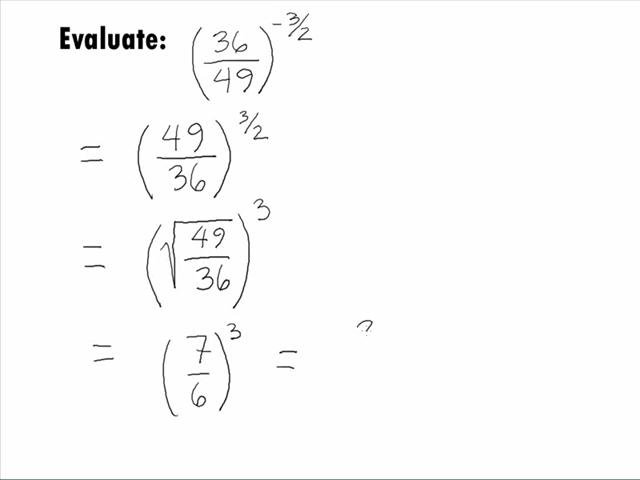 Evaluate: (36/49)^-3/2
= (49/36)^3/2
= (√49/36)^3
= (7/6)^3 =